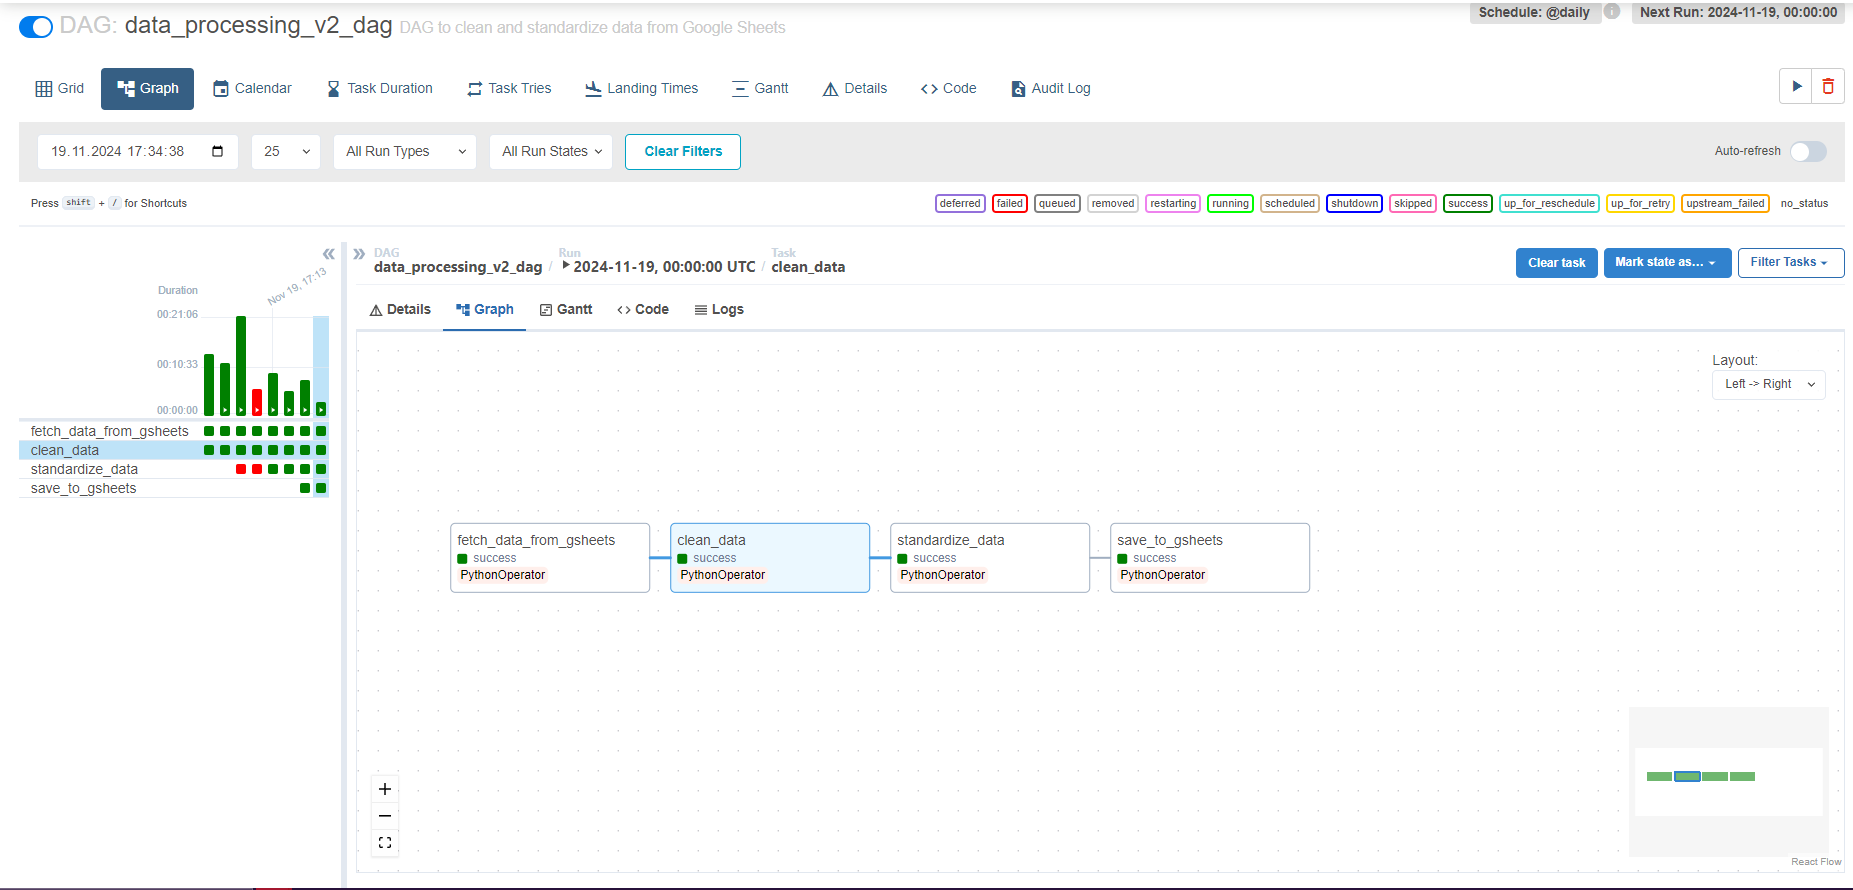 DAG: data_processing_v2_dag DAG to clean and standardize data from Google Sheets
Schedule: @daily
Next Run: 2024-11-19, 00:00:00
Grid Graph Calendar Task Duration Task Tries Landing Times Gantt Details Code Audit Log
19.11.2024 17:34:38 25 All Run Types All Run States Clear Filters Auto-refresh
Press shift + / for Shortcuts
deferred failed queued removed restarting running scheduled shutdown skipped success up_for_reschedule up_for_retry upstream_failed no_status
Nov 19, 17:13
Duration
00:21:06
00:10:33
00:00:00
fetch_data_from_gsheets
clean_data
standardize_data
save_to_gsheets
DAG Run Task
data_processing_v2_dag / 2024-11-19, 00:00:00 UTC / clean_data
Clear task Mark state as... Filter Tasks
Details Graph Gantt Code Logs
Layout:
Left -> Right
fetch_data_from_gsheets
success
PythonOperator
clean_data
success
PythonOperator
standardize_data
success
PythonOperator
save_to_gsheets
success
PythonOperator
React Flow